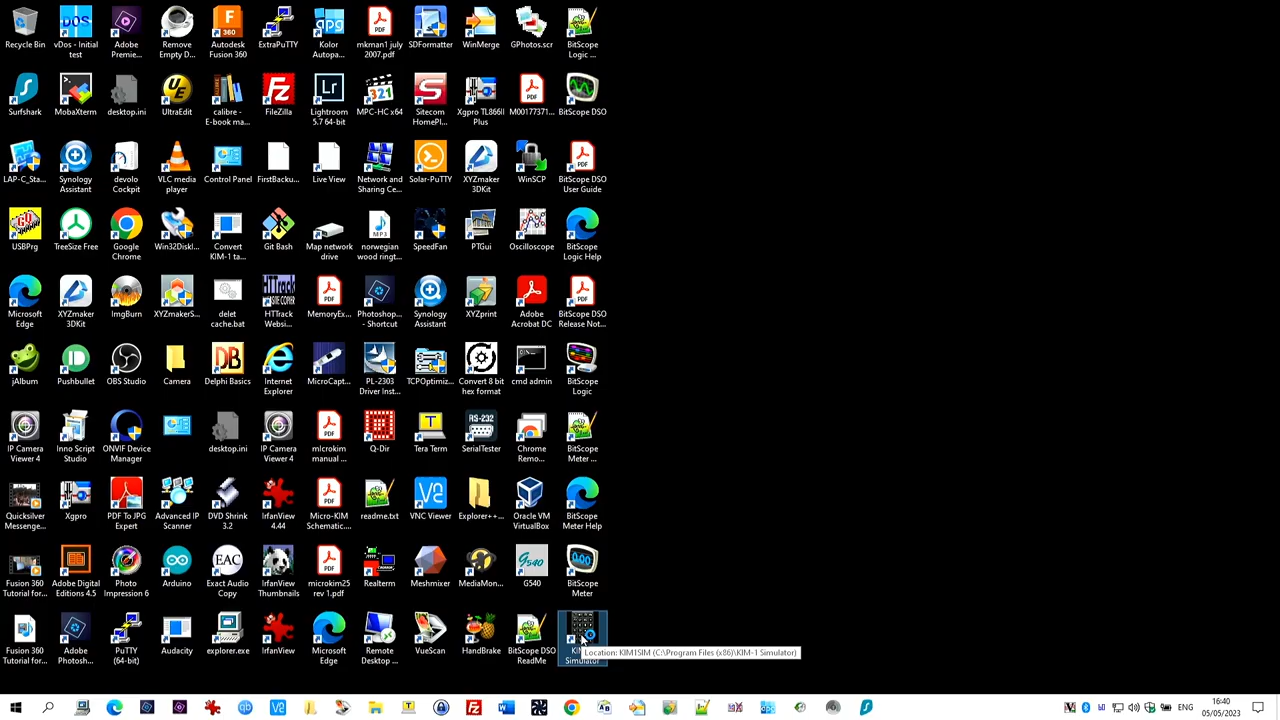 Recycle Bin
vDos - Initial test
Adobe Premie...
Remove Empty D...
Autodesk Fusion 360
ExtraPuTTY
Kolor Autopa...
mkman1 july 2007.pdf
SDFormatter
WinMerge
GPhotos.scr
BitScope Logic ...
Surfshark
MobaXterm
desktop.ini
UltraEdit
calibre - E-book ma...
FileZilla
Lightroom 5.7 64-bit
MPC-HC x64
Sitecom HomePl...
Xgpro TL866II Plus
M00177371...
BitScope DSO
LAP-C_Sta...
Synology Assistant
devolo Cockpit
VLC media player
Control Panel
FirstBacku...
Live View
Network and Sharing Ce...
Solar-PuTTY
XYZmaker 3DKit
WinSCP
BitScope DSO User Guide
USBPrg
TreeSize Free
Google Chrome
Win32DiskI...
Convert KIM-1 ta...
Git Bash
Map network drive
norwegian wood ringt...
SpeedFan
PTGui
Oscilloscope
BitScope Logic Help
Microsoft Edge
XYZmaker 3DKit
ImgBurn
XYZmakerS...
delet cache.bat
HTTrack Websi...
MemoryEx...
Photoshop... - Shortcut
Synology Assistant
XYZprint
Adobe Acrobat DC
BitScope DSO Release Not...
jAlbum
Pushbullet
OBS Studio
Camera
Delphi Basics
Internet Explorer
MicroCapt...
PL-2303 Driver Inst...
TCPOptimiz...
Convert 8 bit hex format
cmd admin
BitScope Logic
IP Camera Viewer 4
Inno Script Studio
ONVIF Device Manager
desktop.ini
IP Camera Viewer 4
mIcrokim manual ...
Q-Dir
Tera Term
SerialTester
Chrome Remo...
BitScope Meter ...
Quicksilver Messenge...
Xgpro
PDF To JPG Expert
Advanced IP Scanner
DVD Shrink 3.2
IrfanView 4.44
Micro-KIM Schematic....
readme.txt
VNC Viewer
Explorer++...
Oracle VM VirtualBox
BitScope Meter Help
Fusion 360 Tutorial for...
Adobe Digital Editions 4.5
Photo Impression 6
Arduino
Exact Audio Copy
IrfanView Thumbnails
microkim25 rev 1.pdf
Realterm
Meshmixer
MediaMon...
G540
BitScope Meter
Fusion 360 Tutorial for...
Adobe Photosh...
PuTTY (64-bit)
Audacity
explorer.exe
IrfanView
Microsoft Edge
Remote Desktop ...
VueScan
HandBrake
BitScope DSO ReadMe
Simulator
Location: KIM1SIM (C:\Program Files (x86)\KIM-1 Simulator)
ENG
16:40
05/05/2023